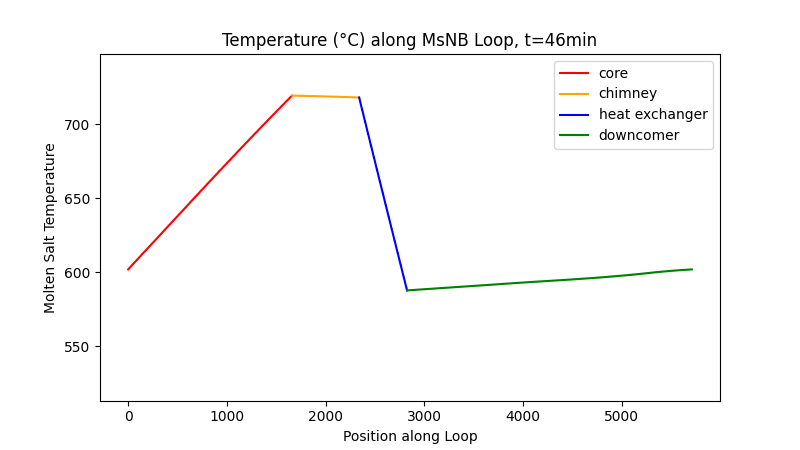 Temperature (°C) along MsNB Loop, t=46min
core
chimney
heat exchanger
downcomer
Molten Salt Temperature
700
650
600
550
0 1000 2000 3000 4000 5000
Position along Loop